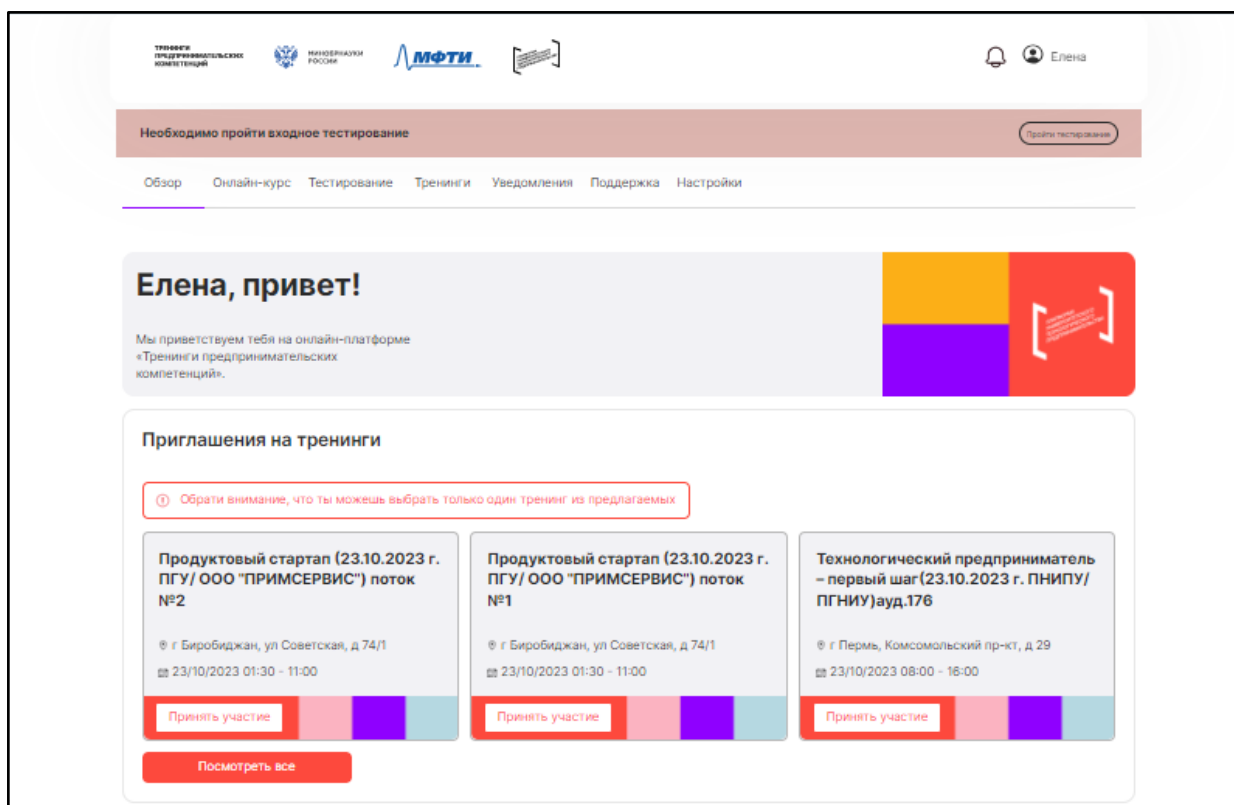 ТРЕНИНГИ
ПРЕДПРИНИМАТЕЛЬСКИХ
КОМПЕТЕНЦИЙ
МИНОБРНАУКИ
РОССИИ
МФТИ
Елена
Необходимо пройти входное тестирование
Пройти тестирование
Обзор Онлайн-курс Тестирование Тренинги Уведомления Поддержка Настройки
Елена, привет!
Мы приветствуем тебя на онлайн-платформе
«Тренинги предпринимательских
компетенций».
Приглашения на тренинги
Обрати внимание, что ты можешь выбрать только один тренинг из предлагаемых
Продуктовый стартап (23.10.2023 г.
ПГУ/ ООО "ПРИМСЕРВИС") поток
№2
г Биробиджан, ул Советская, д 74/1
23/10/2023 01:30 - 11:00
Принять участие
Продуктовый стартап (23.10.2023 г.
ПГУ/ ООО "ПРИМСЕРВИС") поток
№1
г Биробиджан, ул Советская, д 74/1
23/10/2023 01:30 - 11:00
Принять участие
Технологический предприниматель
– первый шаг(23.10.2023 г. ПНИПУ/
ПГНИУ)ауд.176
г Пермь, Комсомольский пр-кт, д 29
23/10/2023 08:00 - 16:00
Принять участие
Посмотреть все